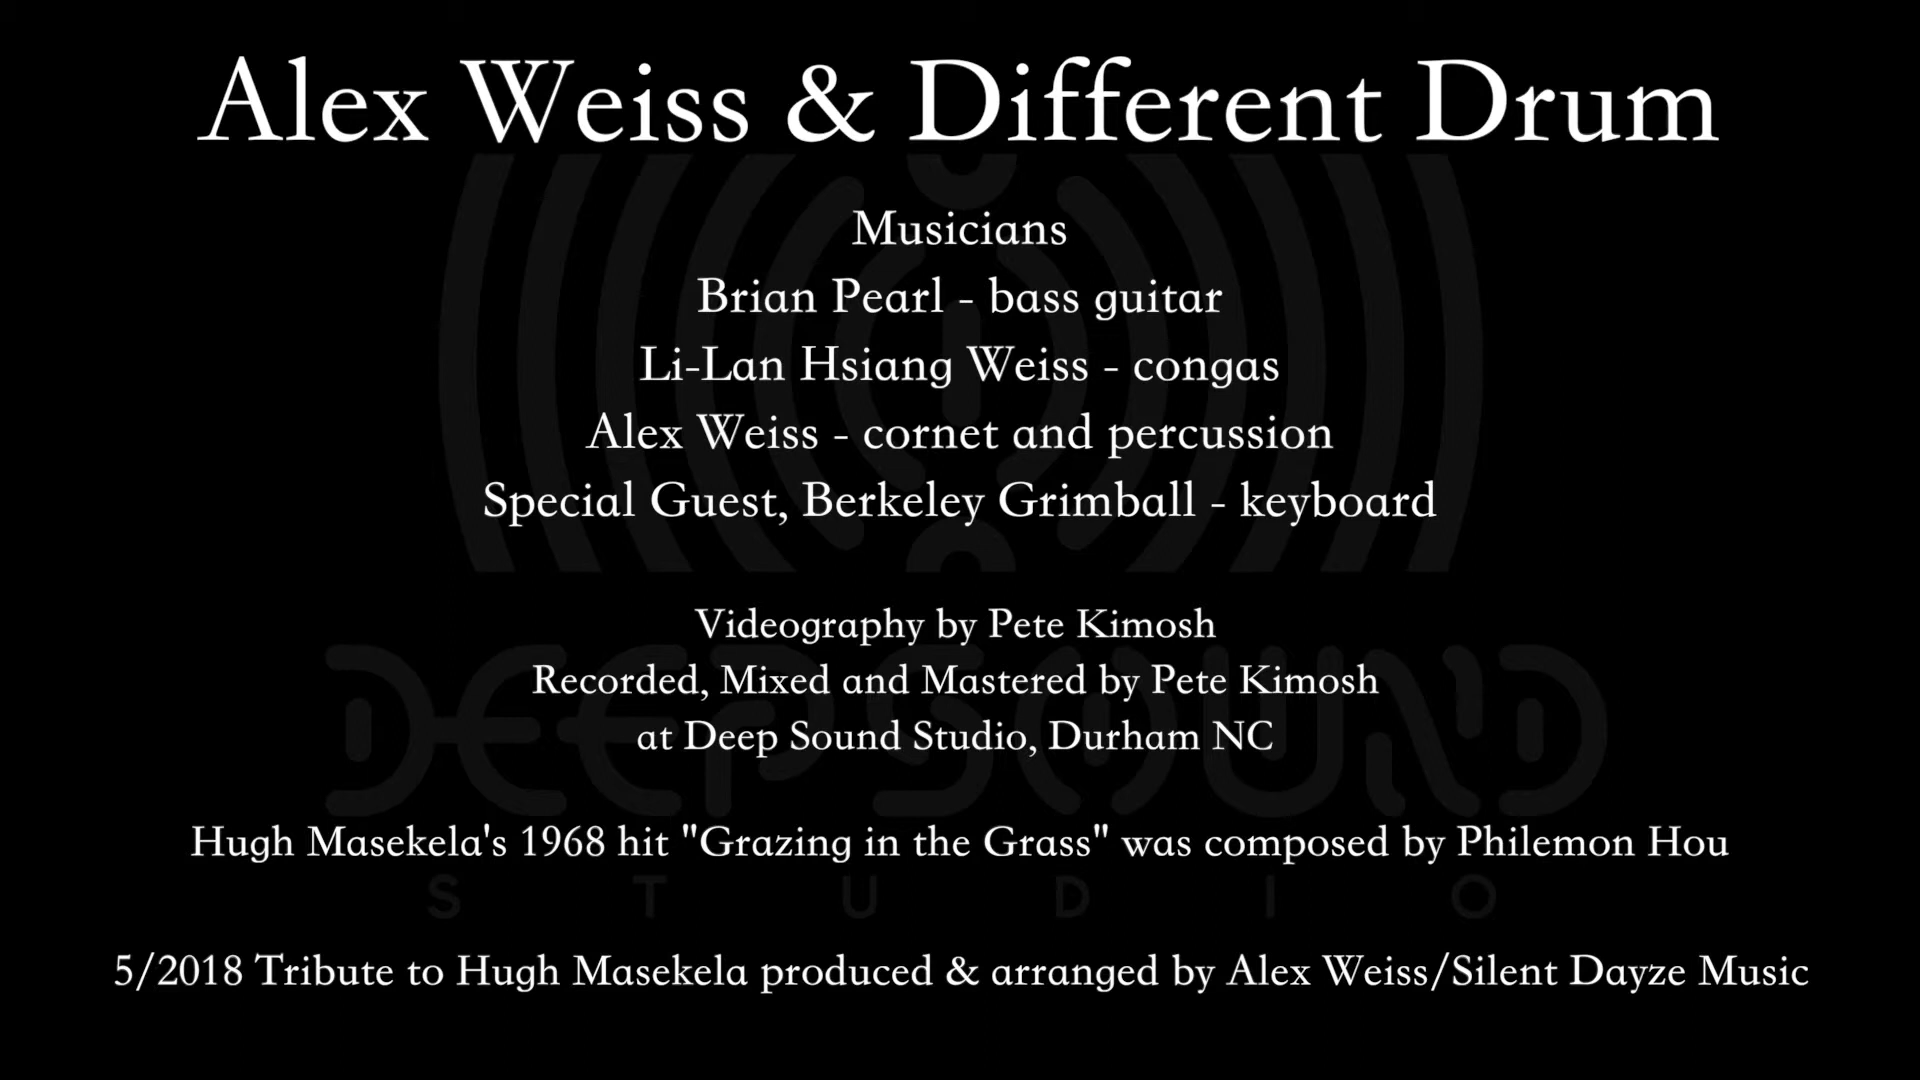 Alex Weiss & Different Drum
Musicians
Brian Pearl - bass guitar
Li-Lan Hsiang Weiss - congas
Alex Weiss - cornet and percussion
Special Guest, Berkeley Grimball - keyboard
Videography by Pete Kimosh
Recorded, Mixed and Mastered by Pete Kimosh
at Deep Sound Studio, Durham NC
DEEPSOUND
Hugh Masekela's 1968 hit "Grazing in the Grass" was composed by Philemon Hou
STUDIO
5/2018 Tribute to Hugh Masekela produced & arranged by Alex Weiss/Silent Dayze Music